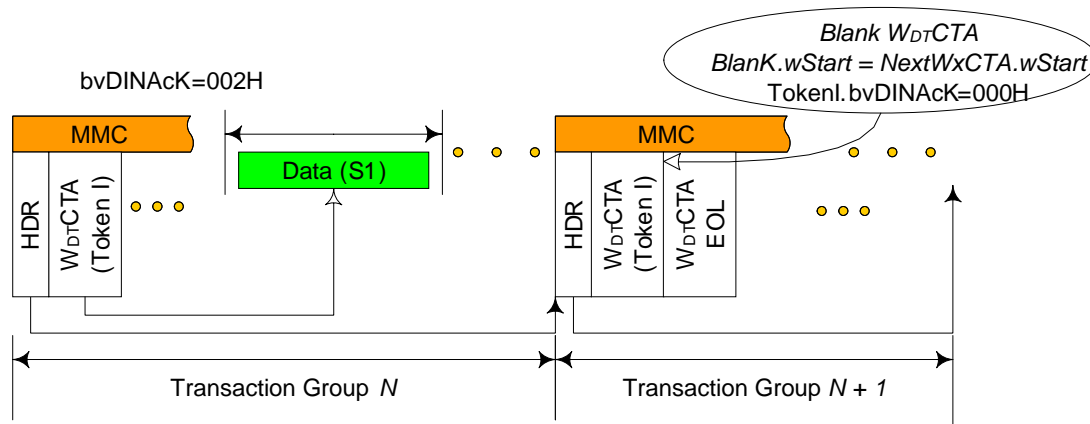 Blank WDTCTA
BlanK.wStart = NextWxCTA.wStart
TokenI.bvDINAcK=000H
bvDINAcK=002H
MMC
Data (S1)
HDR
WDTCTA
(Token I)
MMC
HDR
WDTCTA
(Token I)
WDTCTA
EOL
Transaction Group N
Transaction Group N + 1